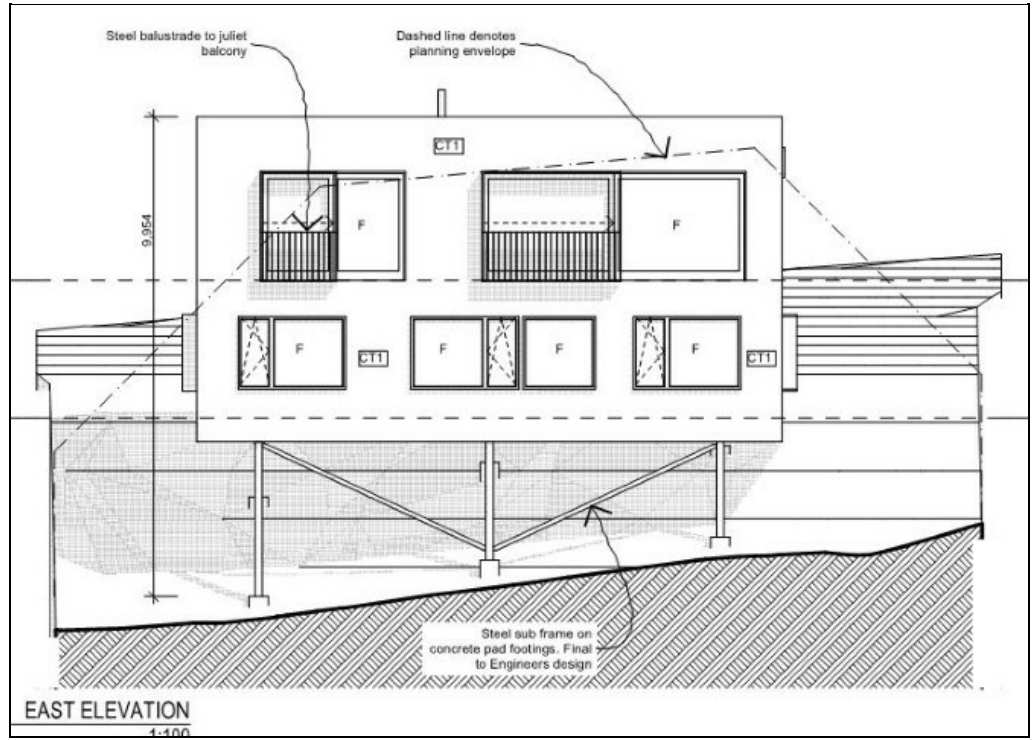 Steel balustrade to juliet
balcony
Dashed line denotes
planning envelope
CT1
9,954
F
F
F
CT1
F
F
F
CT1
Steel sub frame on
concrete pad footings. Final
to Engineers design
EAST ELEVATION
1:100